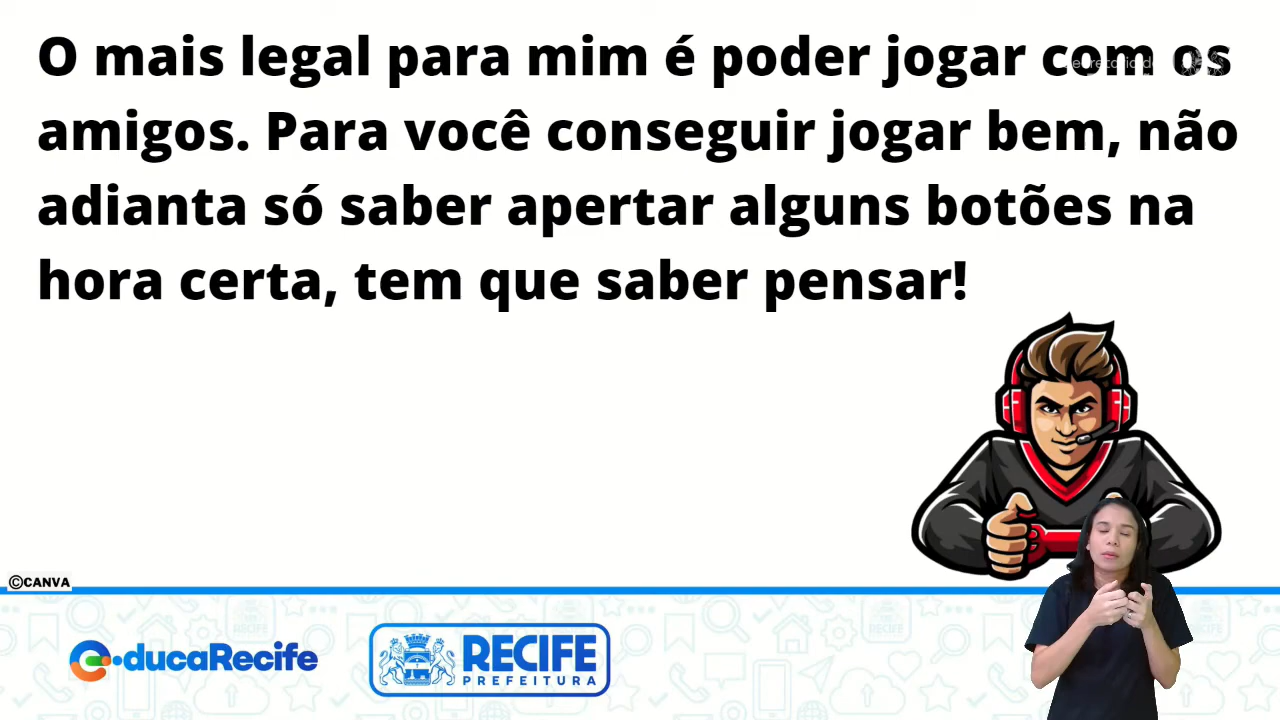 O mais legal para mim é poder jogar com os
amigos. Para você conseguir jogar bem, não
adianta só saber apertar alguns botões na
hora certa, tem que saber pensar!
©CANVA
ducaRecife
RECIFE
PREFEITURA